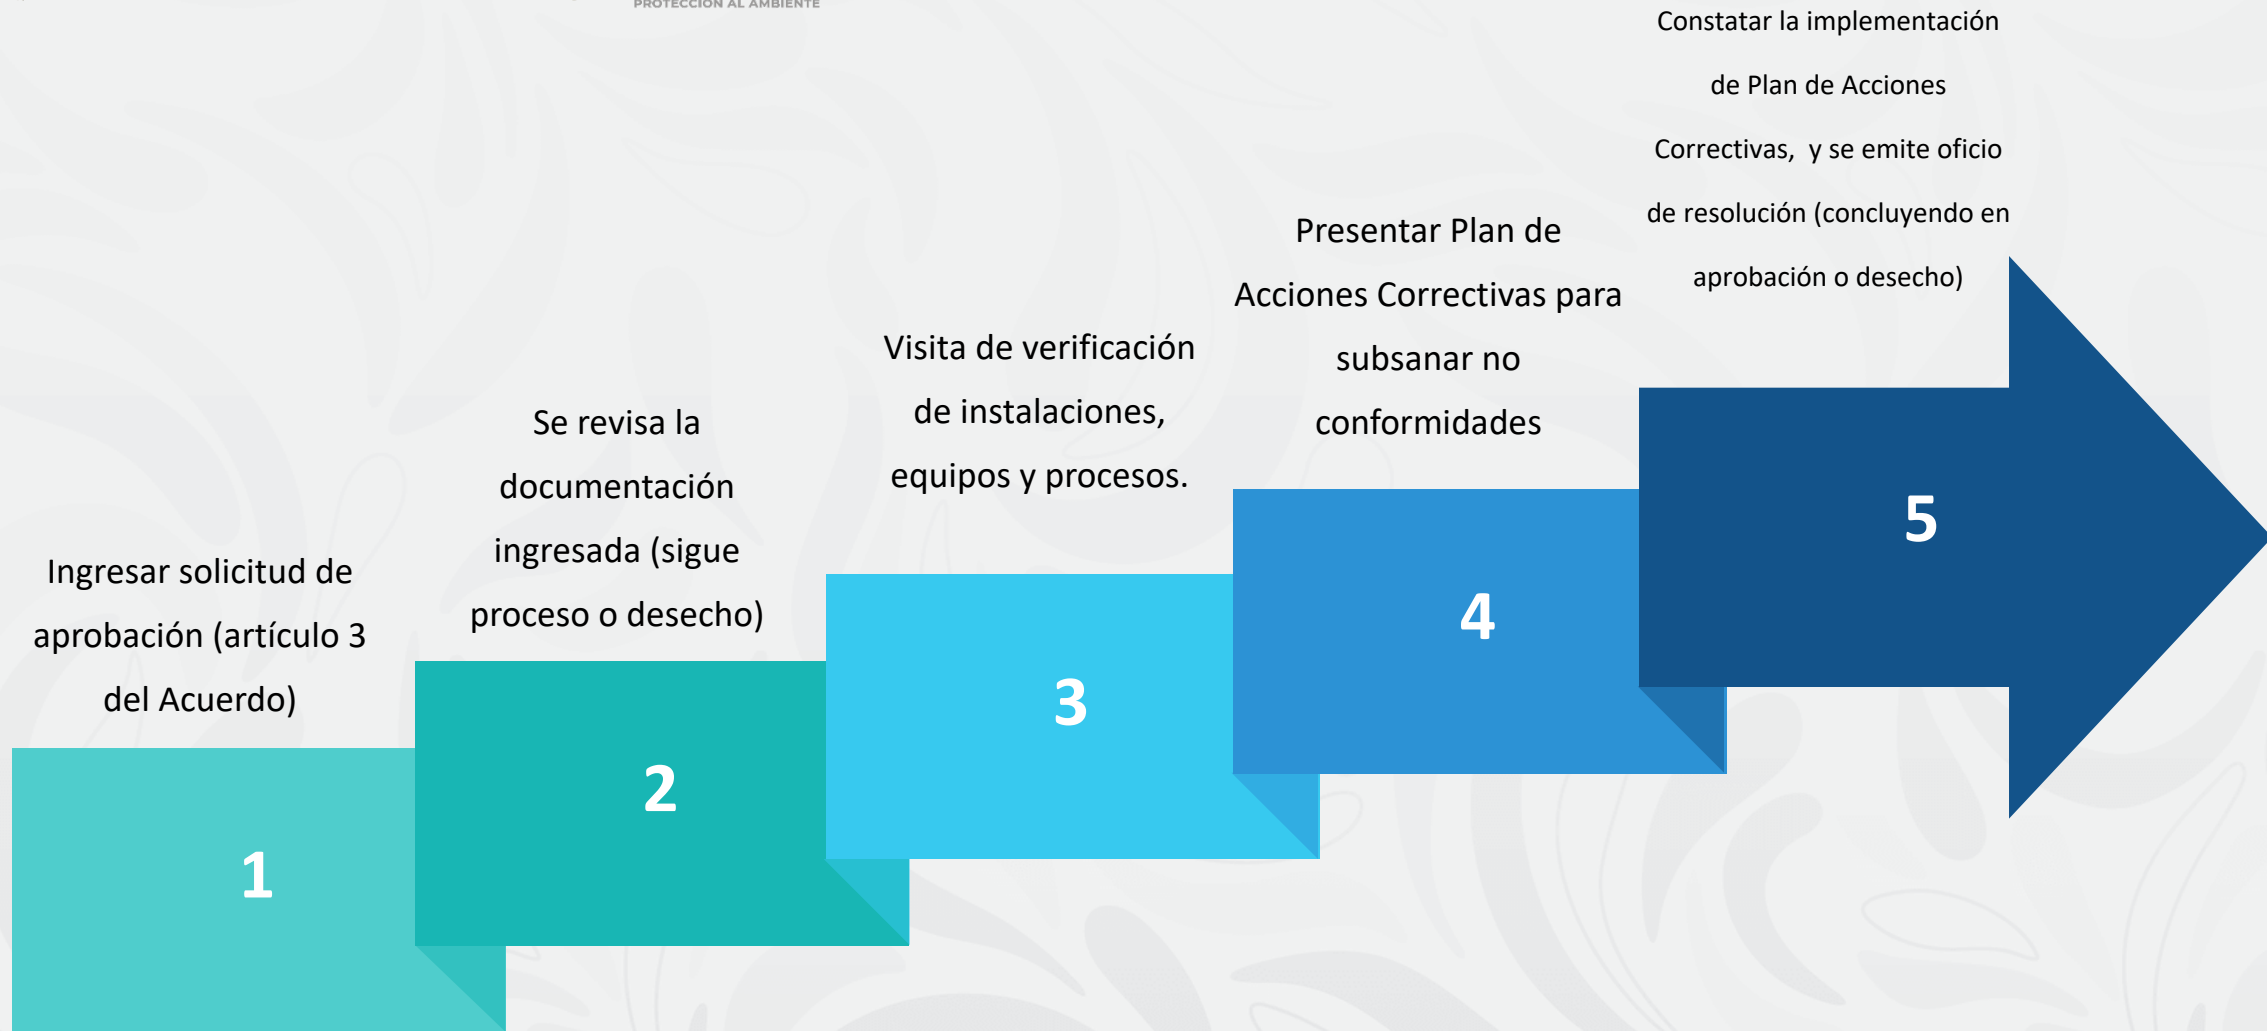 PROTECCIÓN AL AMBIENTE
Ingresar solicitud de
aprobación (artículo 3
del Acuerdo)
1
Se revisa la
documentación
ingresada (sigue
proceso o desecho)
2
Visita de verificación
de instalaciones,
equipos y procesos.
3
Presentar Plan de
Acciones Correctivas para
subsanar no
conformidades
4
Constatar la implementación
de Plan de Acciones
Correctivas,  y se emite oficio
de resolución (concluyendo en
aprobación o desecho)
5